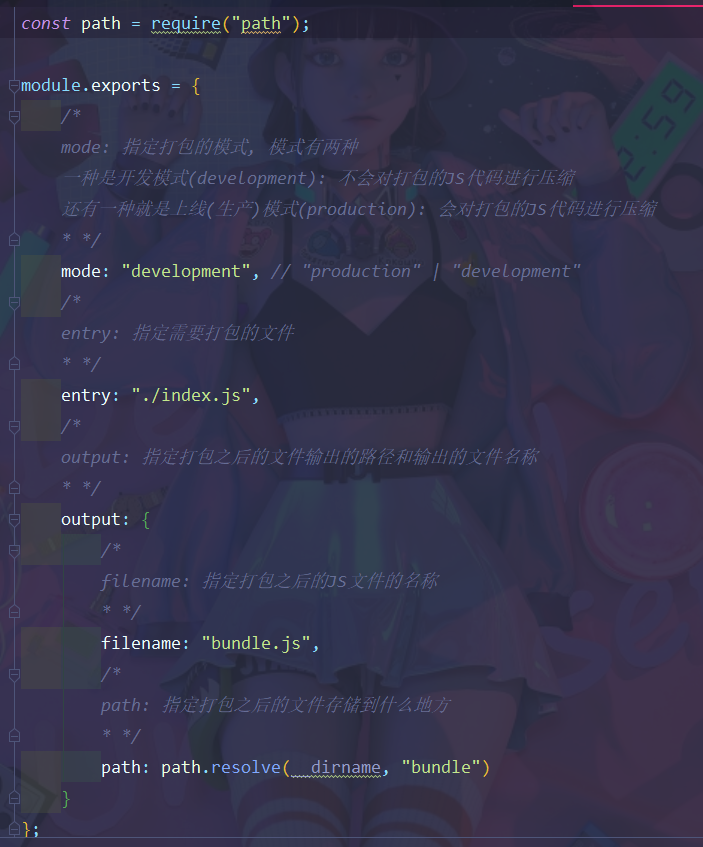 const path = require("path");
module.exports = {
/*
mode: 指定打包的模式, 模式有两种
一种是开发模式(development): 不会对打包的JS代码进行压缩
还有一种就是上线(生产)模式(production): 会对打包的JS代码进行压缩
* */
mode: "development", // "production" | "development"
/*
entry: 指定需要打包的文件
* */
entry: "./index.js",
/*
output: 指定打包之后的文件输出的路径和输出的文件名称
* */
output: {
/*
filename: 指定打包之后的JS文件的名称
* */
filename: "bundle.js",
/*
path: 指定打包之后的文件存储到什么地方
* */
path: path.resolve(__dirname, "bundle")
}
};